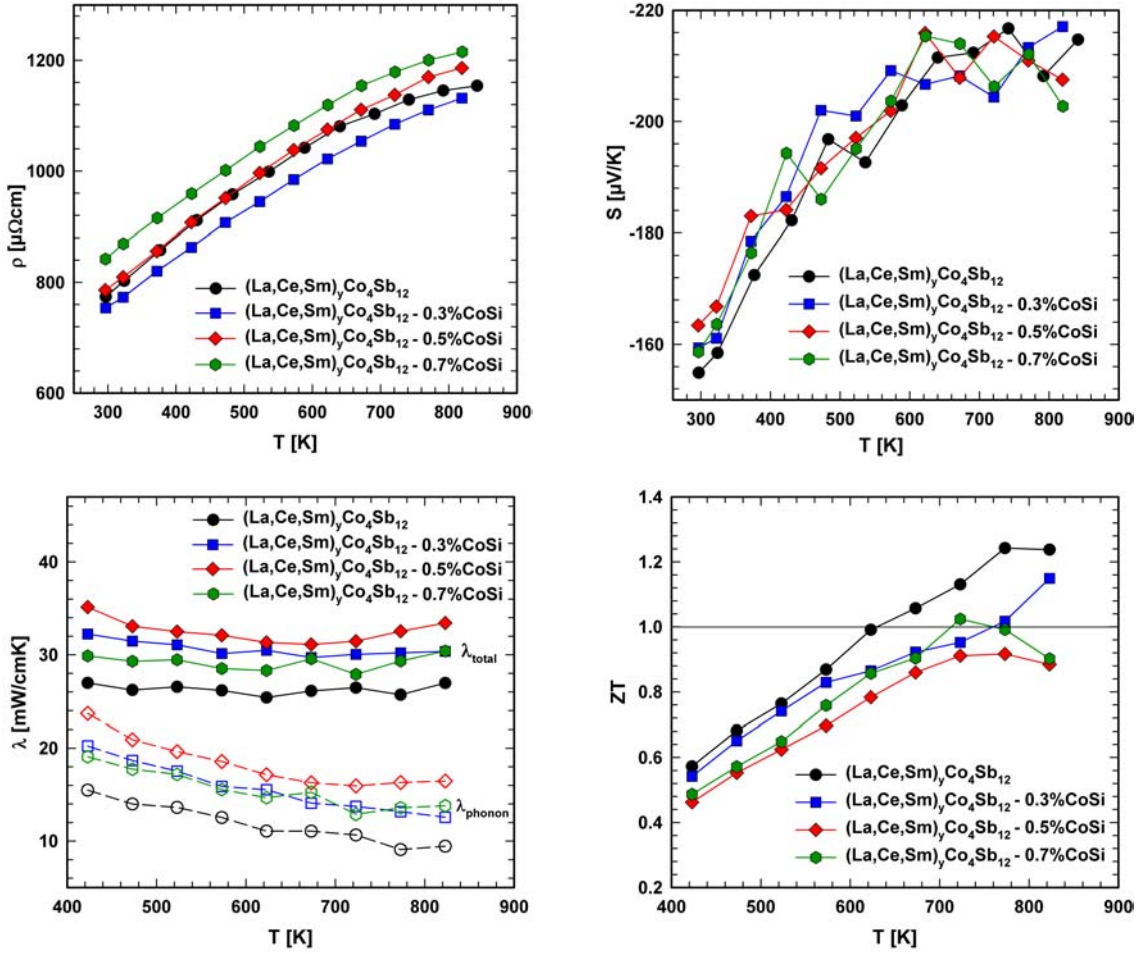 1200
1000
800
600
ρ [μΩcm]
(La,Ce,Sm)yCo4Sb12
(La,Ce,Sm)yCo4Sb12 - 0.3%CoSi
(La,Ce,Sm)yCo4Sb12 - 0.5%CoSi
(La,Ce,Sm)yCo4Sb12 - 0.7%CoSi
300 400 500 600 700 800 900
T [K]
-220
-200
-180
-160
S [μV/K]
(La,Ce,Sm)yCo4Sb12
(La,Ce,Sm)yCo4Sb12 - 0.3%CoSi
(La,Ce,Sm)yCo4Sb12 - 0.5%CoSi
(La,Ce,Sm)yCo4Sb12 - 0.7%CoSi
300 400 500 600 700 800 900
T [K]
40
30
20
10
λ [mW/cmK]
(La,Ce,Sm)yCo4Sb12
(La,Ce,Sm)yCo4Sb12 - 0.3%CoSi
(La,Ce,Sm)yCo4Sb12 - 0.5%CoSi
(La,Ce,Sm)yCo4Sb12 - 0.7%CoSi
λtotal
λphonon
400 500 600 700 800 900
T [K]
1.4
1.2
1.0
0.8
0.6
0.4
0.2
ZT
(La,Ce,Sm)yCo4Sb12
(La,Ce,Sm)yCo4Sb12 - 0.3%CoSi
(La,Ce,Sm)yCo4Sb12 - 0.5%CoSi
(La,Ce,Sm)yCo4Sb12 - 0.7%CoSi
400 500 600 700 800 900
T [K]